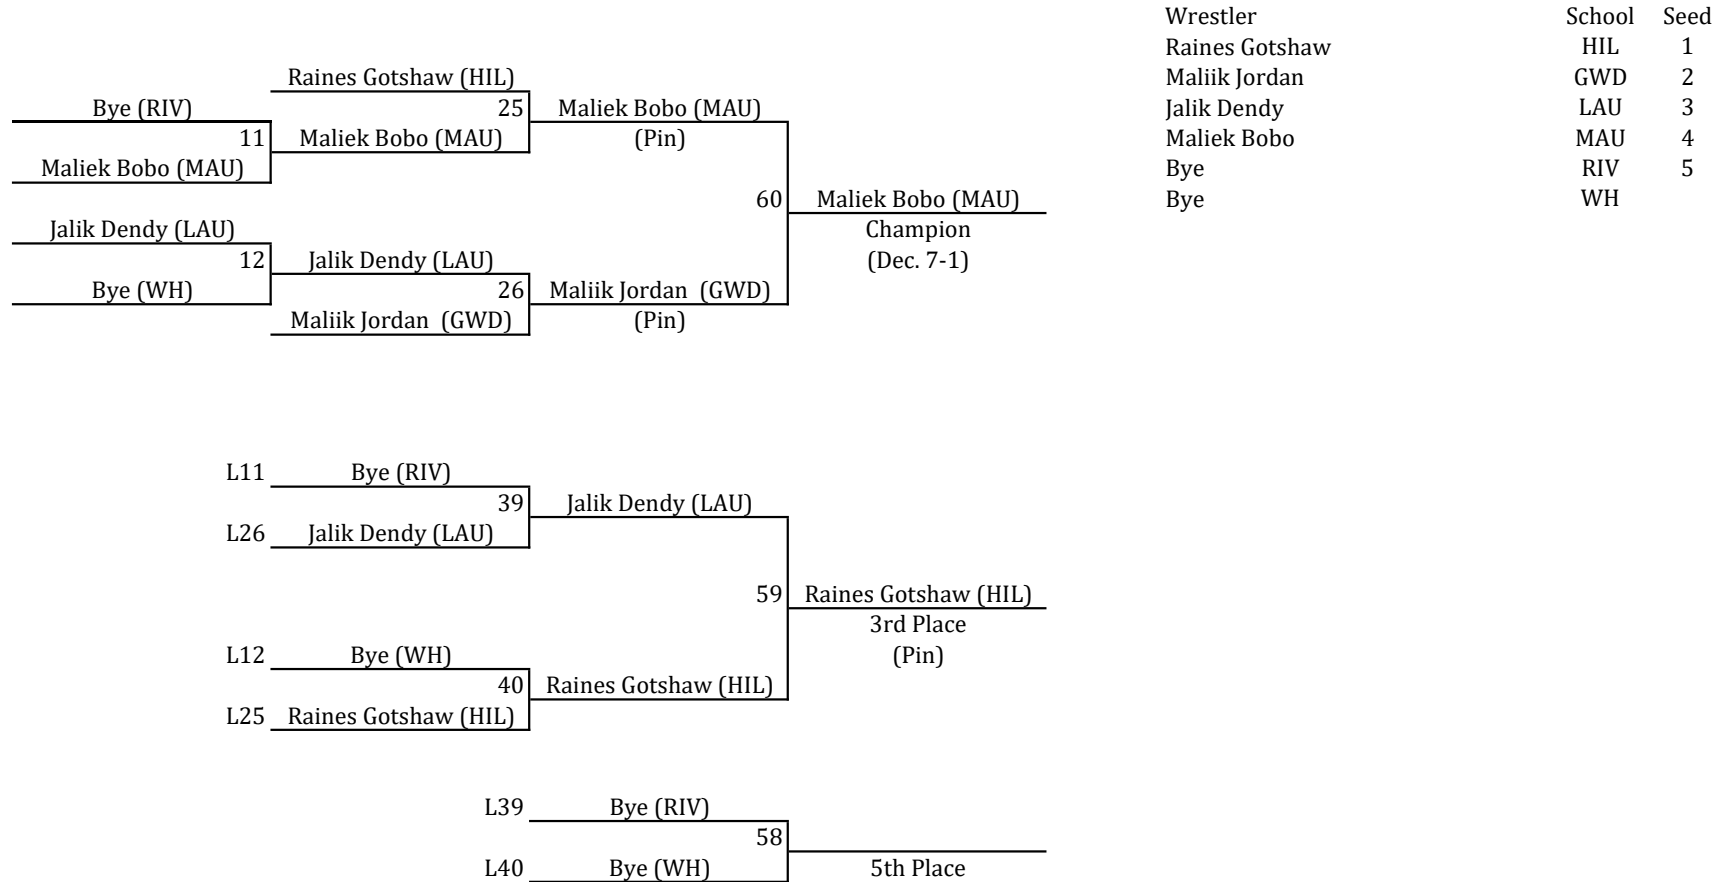 Wrestler School Seed
Raines Gotshaw HIL 1
Raines Gotshaw (HIL) Maliik Jordan GWD 2
Bye (RIV) 25 Maliek Bobo (MAU) Jalik Dendy LAU 3
11 Maliek Bobo (MAU) (Pin) Maliek Bobo MAU 4
Maliek Bobo (MAU) Bye RIV 5
60 Maliek Bobo (MAU) Bye WH
Jalik Dendy (LAU) Champion
12 Jalik Dendy (LAU) (Dec. 7-1)
Bye (WH) 26 Maliik Jordan (GWD)
Maliik Jordan (GWD) (Pin)
L11 Bye (RIV)
39 Jalik Dendy (LAU)
L26 Jalik Dendy (LAU)
59 Raines Gotshaw (HIL)
3rd Place
L12 Bye (WH) (Pin)
40 Raines Gotshaw (HIL)
L25 Raines Gotshaw (HIL)
L39 Bye (RIV)
58
L40 Bye (WH) 5th Place